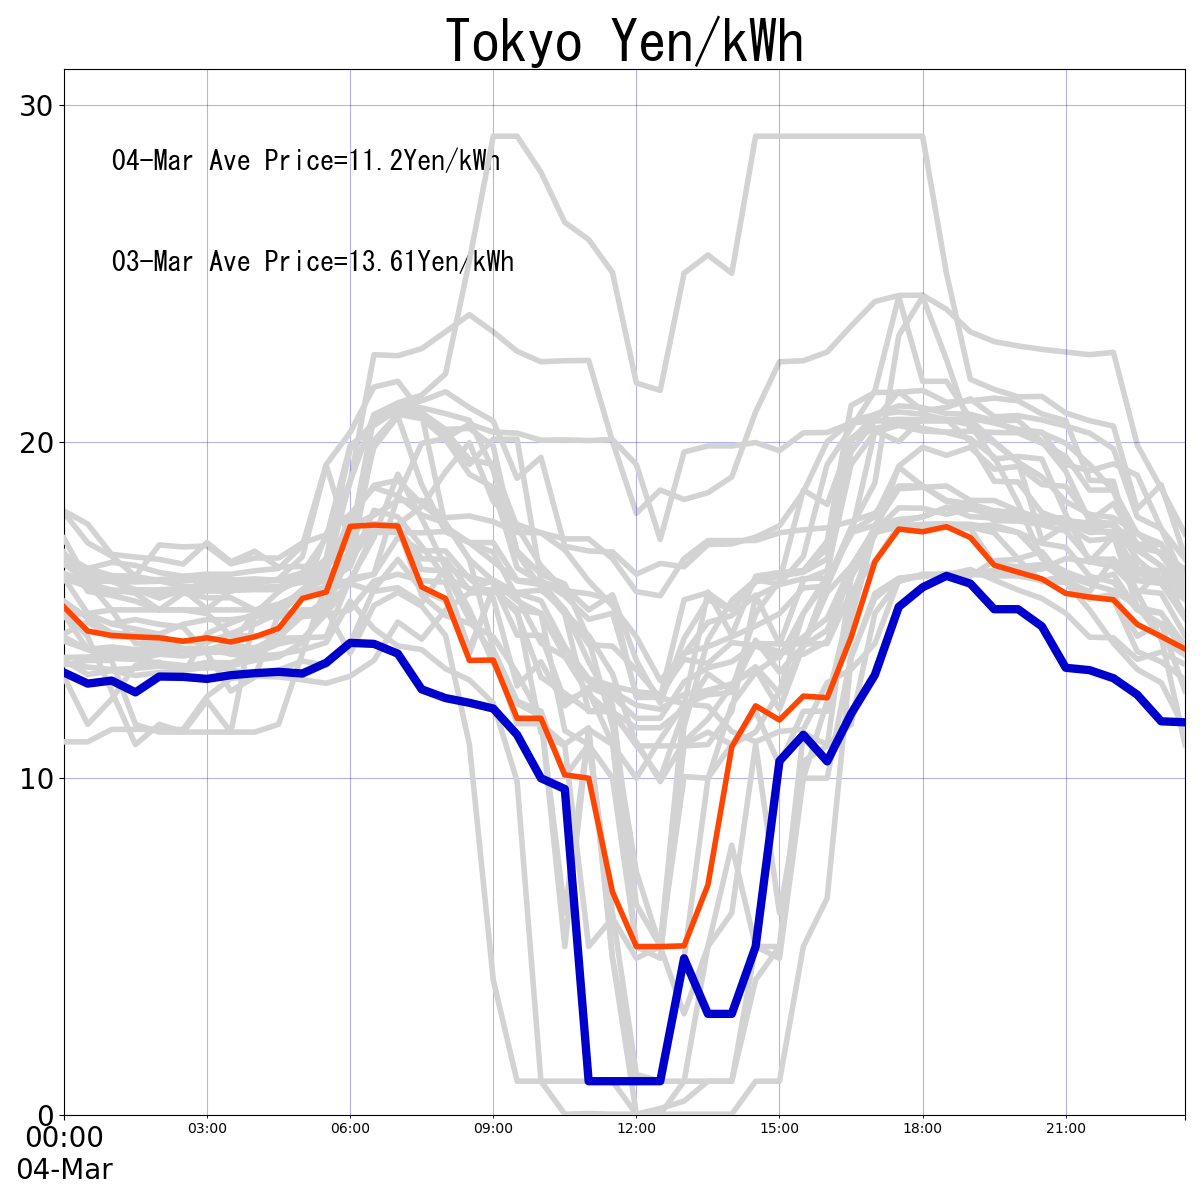 Tokyo Yen/kWh
30
04-Mar Ave Price=11.2Yen/kWh
03-Mar Ave Price=13.61Yen/kWh
20
10
0
00:00 03:00 06:00 09:00 12:00 15:00 18:00 21:00
04-Mar